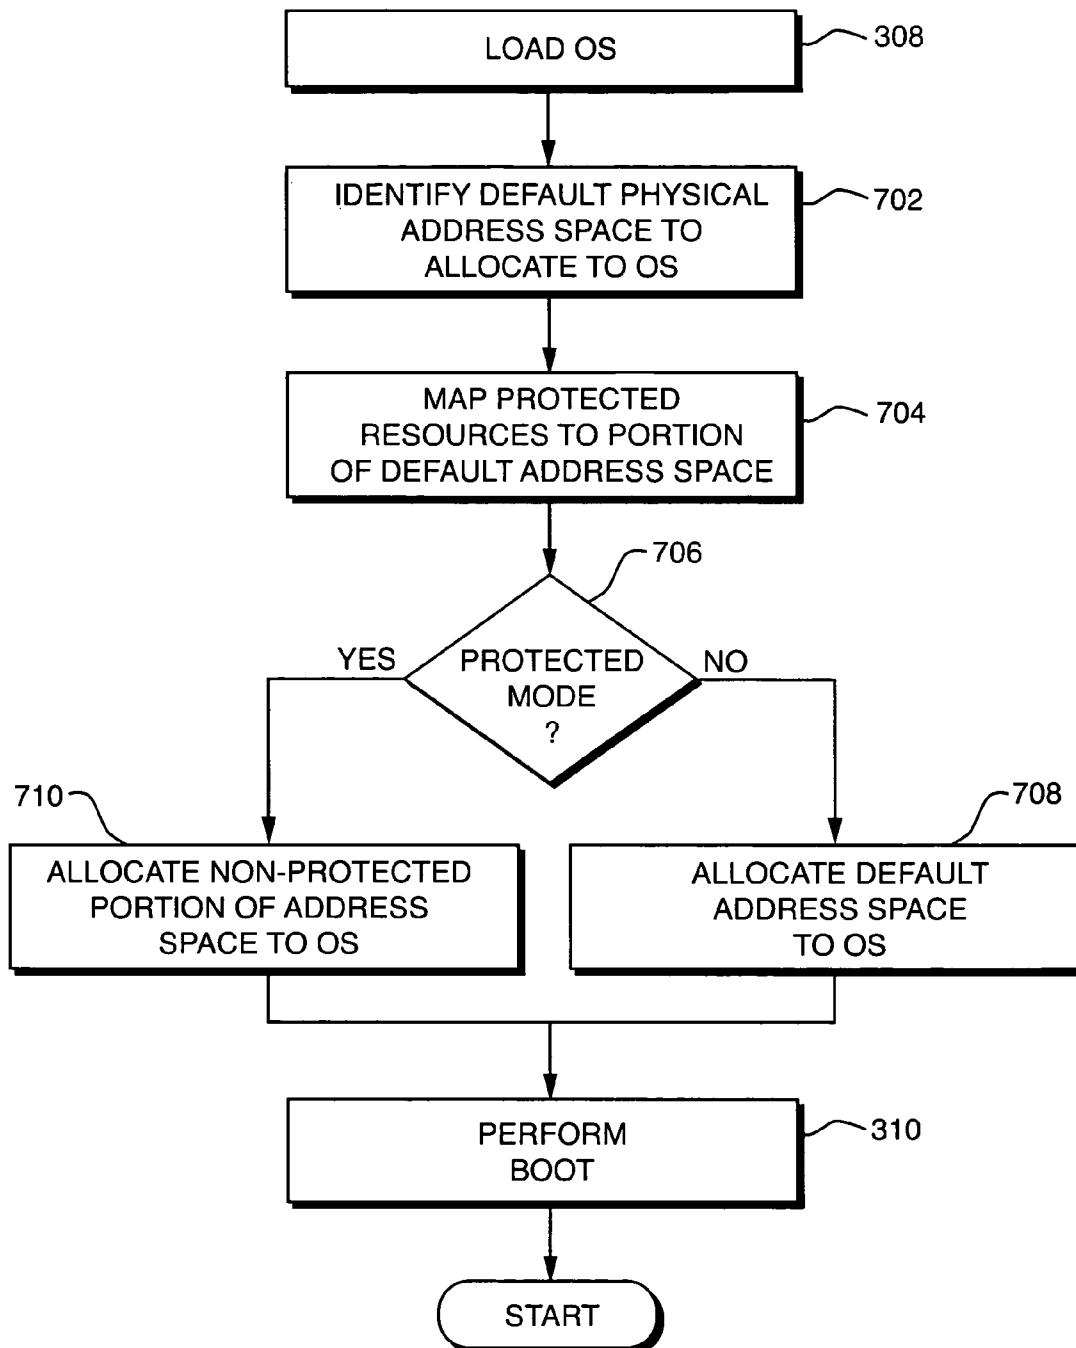 LOAD OS
308
IDENTIFY DEFAULT PHYSICAL
ADDRESS SPACE TO
ALLOCATE TO OS
702
MAP PROTECTED
RESOURCES TO PORTION
OF DEFAULT ADDRESS SPACE
704
706
YES
PROTECTED
MODE
?
NO
710
708
ALLOCATE NON-PROTECTED
PORTION OF ADDRESS
SPACE TO OS
ALLOCATE DEFAULT
ADDRESS SPACE
TO OS
PERFORM
BOOT
310
START